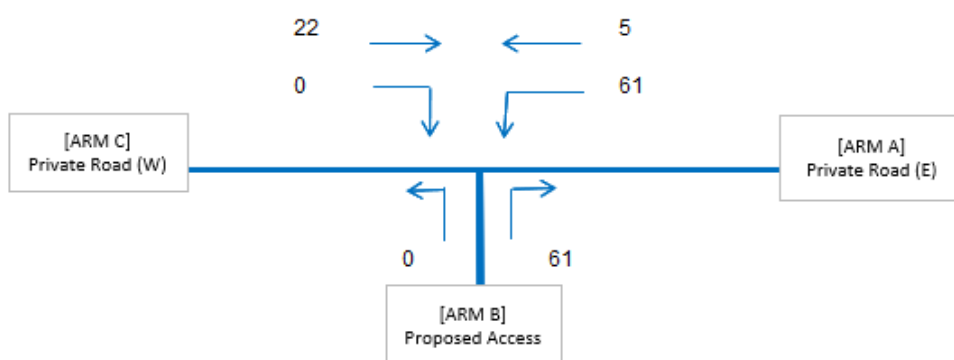 22
5
0
61
[ARM C]
Private Road (W)
[ARM A]
Private Road (E)
0
61
[ARM B]
Proposed Access